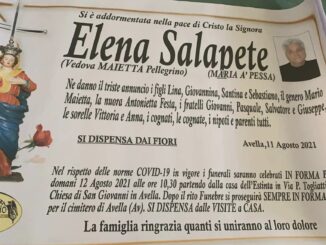 Si è addormentata nella pace di Cristo la Signora
Elena Salapete
(Vedova MAIETTA Pellegrino)
(MARIA A' PESSA)
Ne danno il triste annuncio i figli Lina, Giovannina, Santina e Sebastiano, il genero Mario
Maietta, la nuora Antonietta Festa, i fratelli Giovanni, Pasquale, Salvatore e Giuseppe
le sorelle Vittoria e Anna, i cognati, le cognate, i nipoti e parenti tutti.
SI DISPENSA DAI FIORI
Avella, 11 Agosto 2021
Nel rispetto delle norme COVID-19 in vigore i funerali saranno celebrati IN FORMA P
domani 12 Agosto 2021 alle ore 10,30 partendo dalla casa dell'Estinta in Via P. Togliatti
Chiesa di San Giovanni in Avella. Dopo il rito Funebre si proseguirà SEMPRE IN FORMA
per il cimitero di Avella (Av). SI DISPENSA dalle VISITE a CASA.
La famiglia ringrazia quanti si uniranno al loro dolore